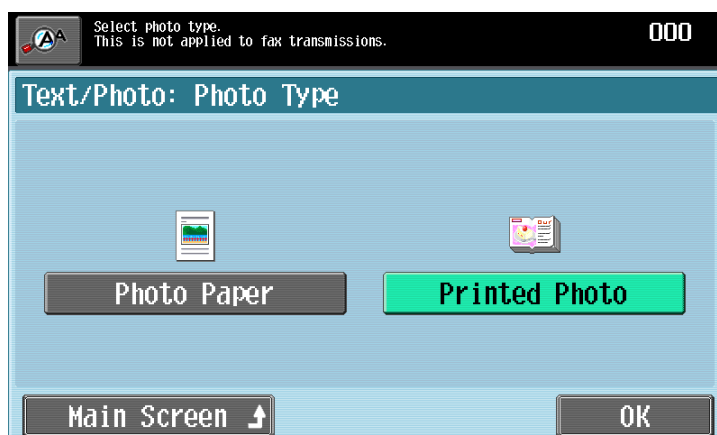 Select photo type.
This is not applied to fax transmissions.
000
Text/Photo: Photo Type
Photo Paper
Printed Photo
Main Screen
OK